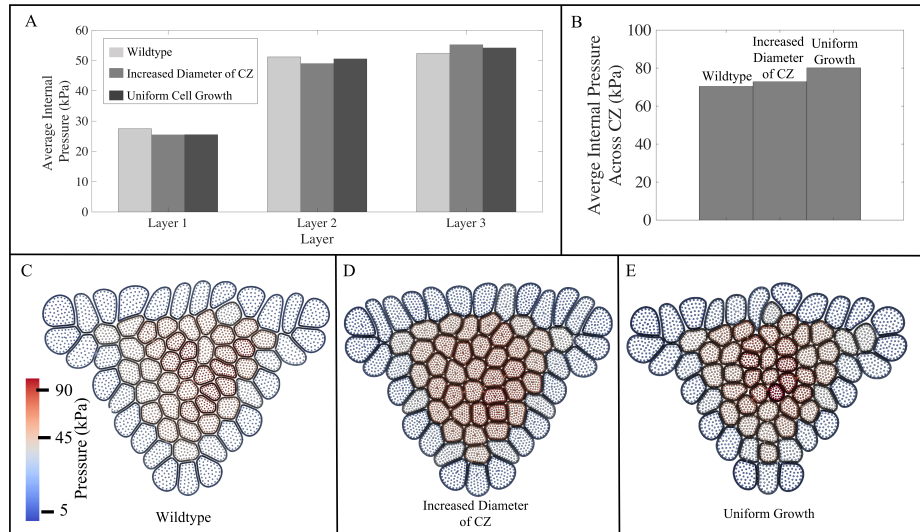 A
60
50
40
30
20
10
0
Average Internal
Pressure (kPa)
Wildtype
Increased Diameter of CZ
Uniform Cell Growth
Layer 1
Layer 2
Layer 3
Layer
B
100
80
60
40
20
0
Averge Internal Pressure
Across CZ (kPa)
Wildtype
Increased
Diameter
of CZ
Uniform
Growth
C
90
45
5
Pressure (kPa)
Wildtype
D
Increased Diameter
of CZ
E
Uniform Growth